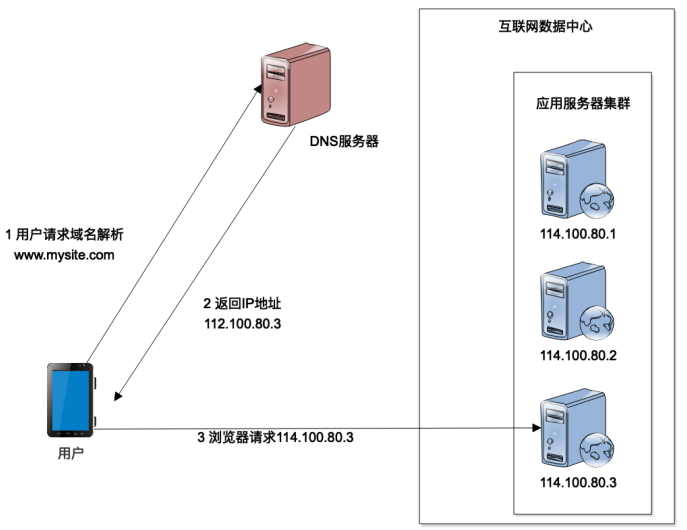 互联网数据中心
应用服务器集群
DNS服务器
114.100.80.1
1 用户请求域名解析
www.mysite.com
2 返回IP地址
112.100.80.3
114.100.80.2
3 浏览器请求114.100.80.3
用户
114.100.80.3